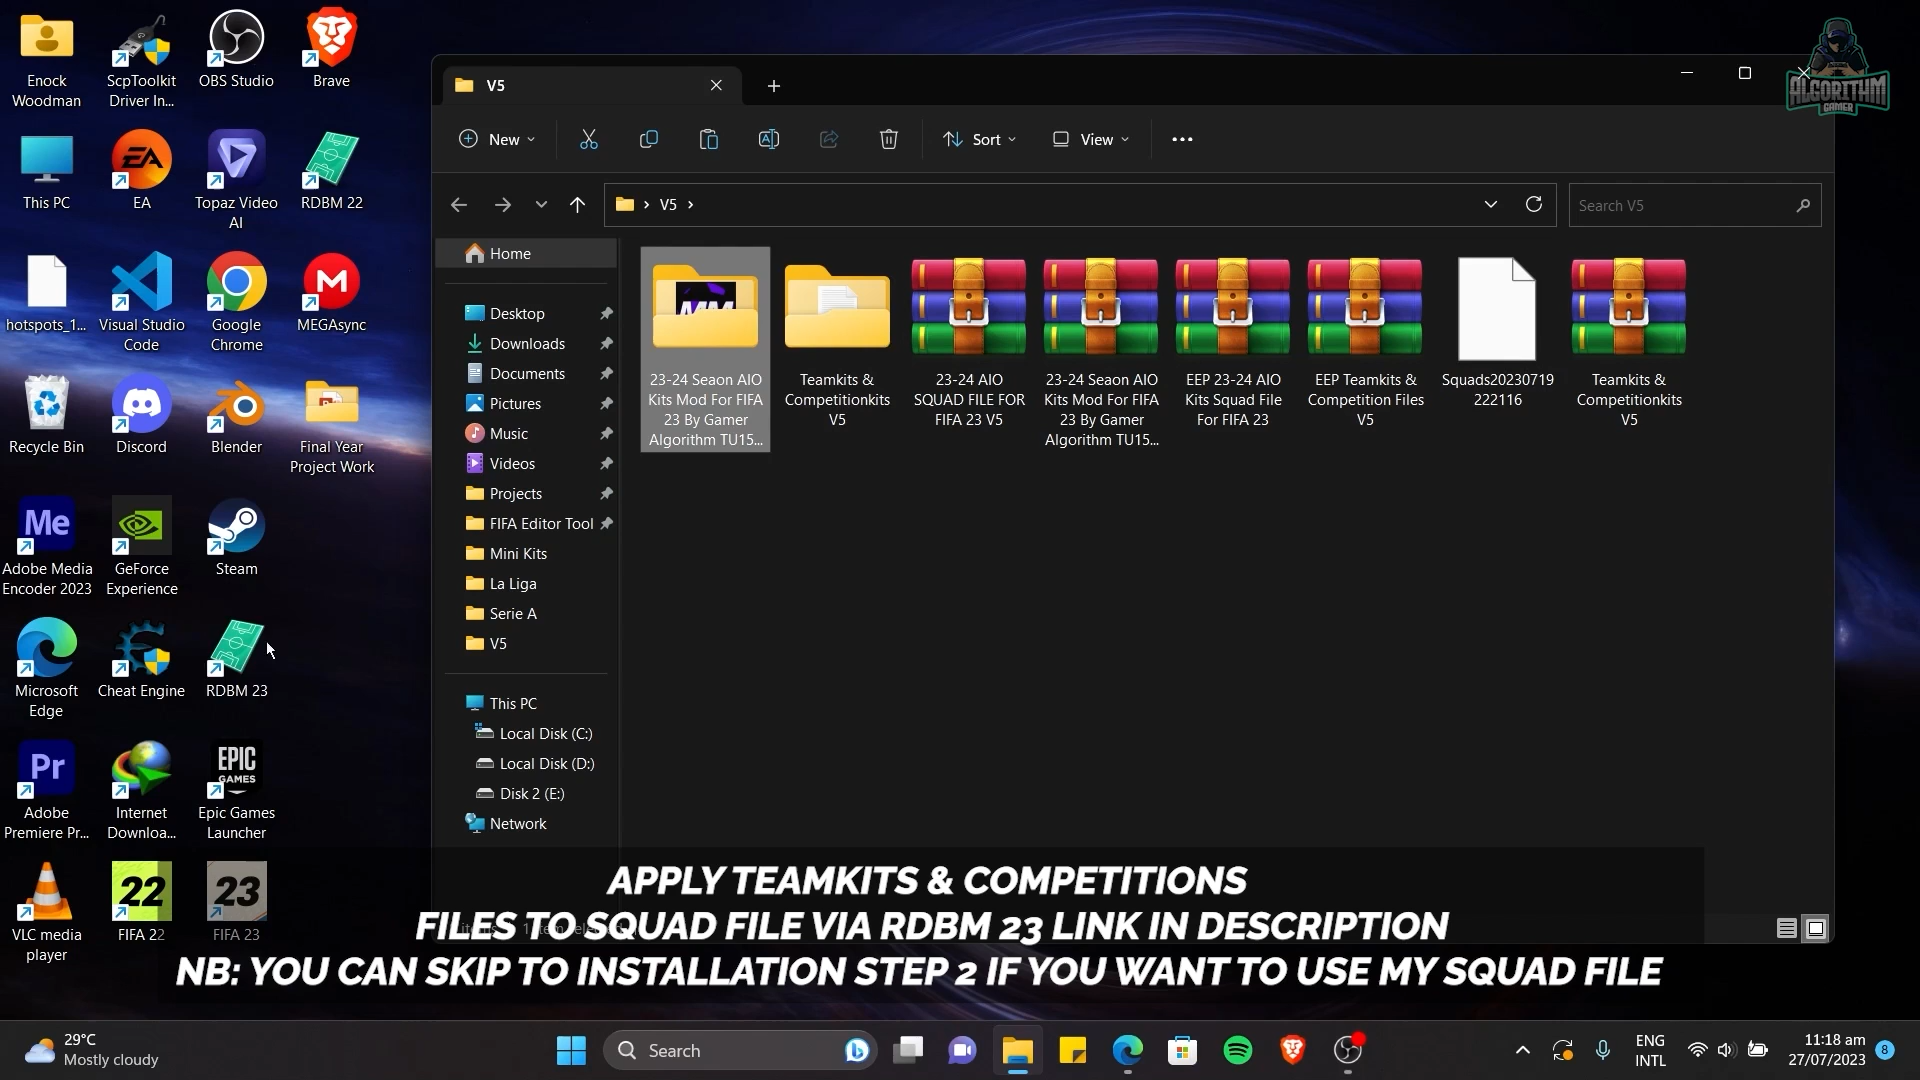 Enock
Woodman
ScpToolkit
Driver In...
OBS Studio
Brave
This PC
EA
Topaz Video
AI
RDBM 22
hotspots_1...
Visual Studio
Code
Google
Chrome
MEGAsync
Recycle Bin
Discord
Blender
Final Year
Project Work
Me
Adobe Media
Encoder 2023
GeForce
Experience
Steam
Microsoft
Edge
Cheat Engine
RDBM 23
Pr
Adobe
Premiere Pr...
Internet
Downloa...
EPIC
GAMES
Epic Games
Launcher
VLC media
player
22
FIFA 22
23
FIFA 23
V5
ALGORITHM
GAMER
New
Sort
View
V5
Search V5
Home
Desktop
Downloads
Documents
Pictures
Music
Videos
Projects
FIFA Editor Tool
Mini Kits
La Liga
Serie A
V5
This PC
Local Disk (C:)
Local Disk (D:)
Disk 2 (E:)
Network
23-24 Seaon AIO
Kits Mod For FIFA
23 By Gamer
Algorithm TU15...
Teamkits &
Competitionkits
V5
23-24 AIO
SQUAD FILE FOR
FIFA 23 V5
23-24 Seaon AIO
Kits Mod For FIFA
23 By Gamer
Algorithm TU15...
EEP 23-24 AIO
Kits Squad File
For FIFA 23
EEP Teamkits &
Competition Files
V5
Squads20230719
222116
Teamkits &
Competitionkits
V5
APPLY TEAMKITS & COMPETITIONS
FILES TO SQUAD FILE VIA RDBM 23 LINK IN DESCRIPTION
NB: YOU CAN SKIP TO INSTALLATION STEP 2 IF YOU WANT TO USE MY SQUAD FILE
29°C
Mostly cloudy
Search
ENG
INTL
11:18 am
27/07/2023
8